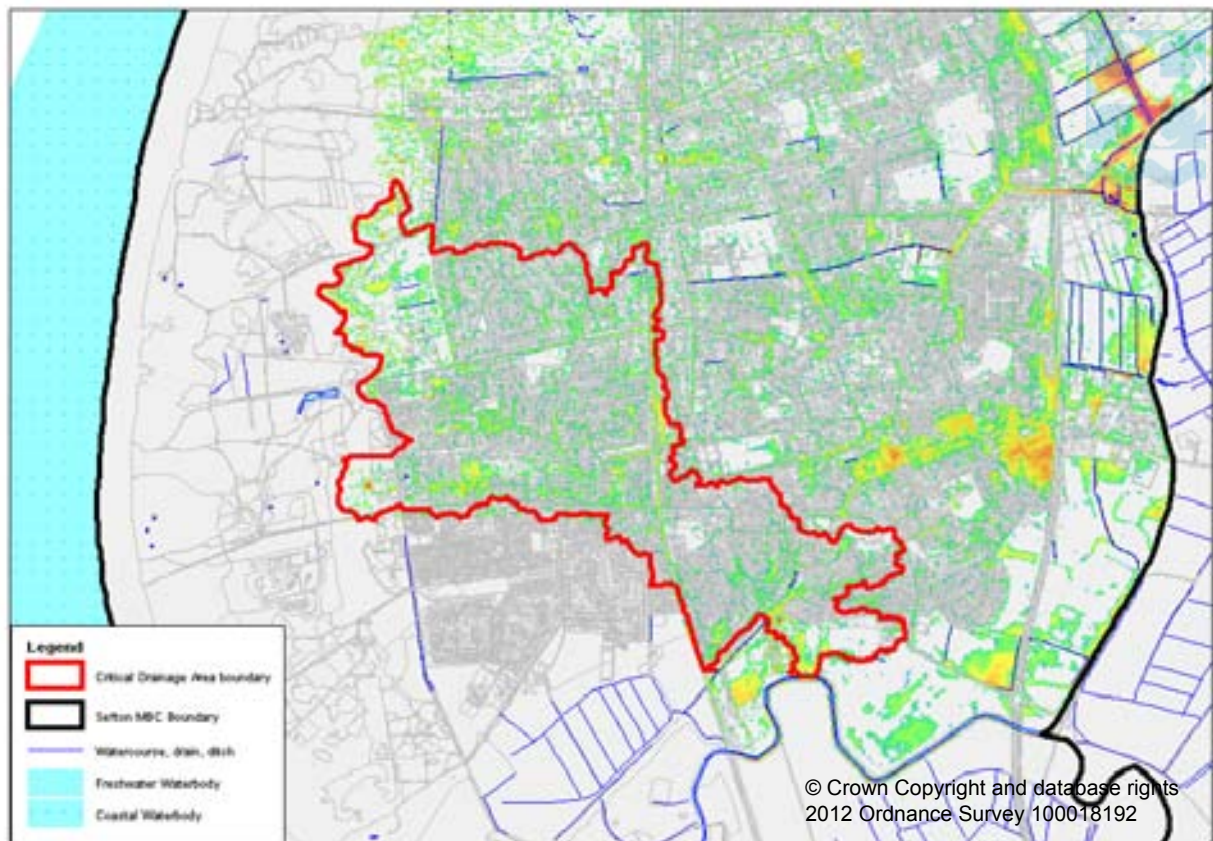 Legend
Critical Drainage Area boundary
Sefton MBC Boundary
Watercourse, drain, ditch
Freshwater Waterbody
Coastal Waterbody
© Crown Copyright and database rights
2012 Ordnance Survey 100018192